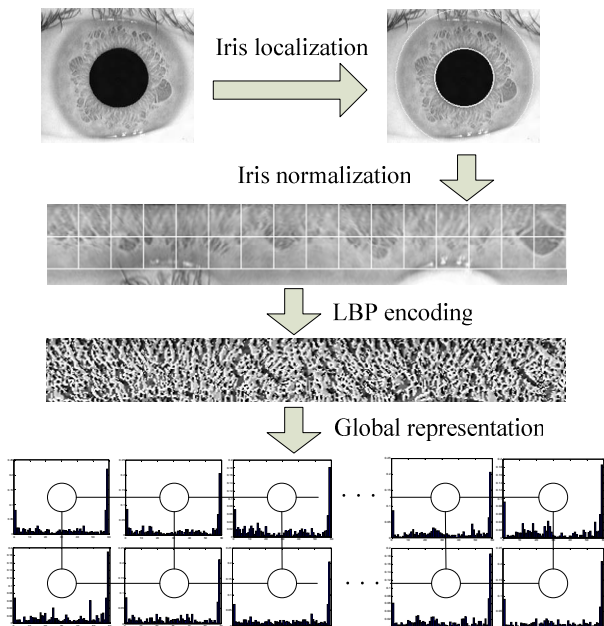 Iris localization
Iris normalization
LBP encoding
Global representation